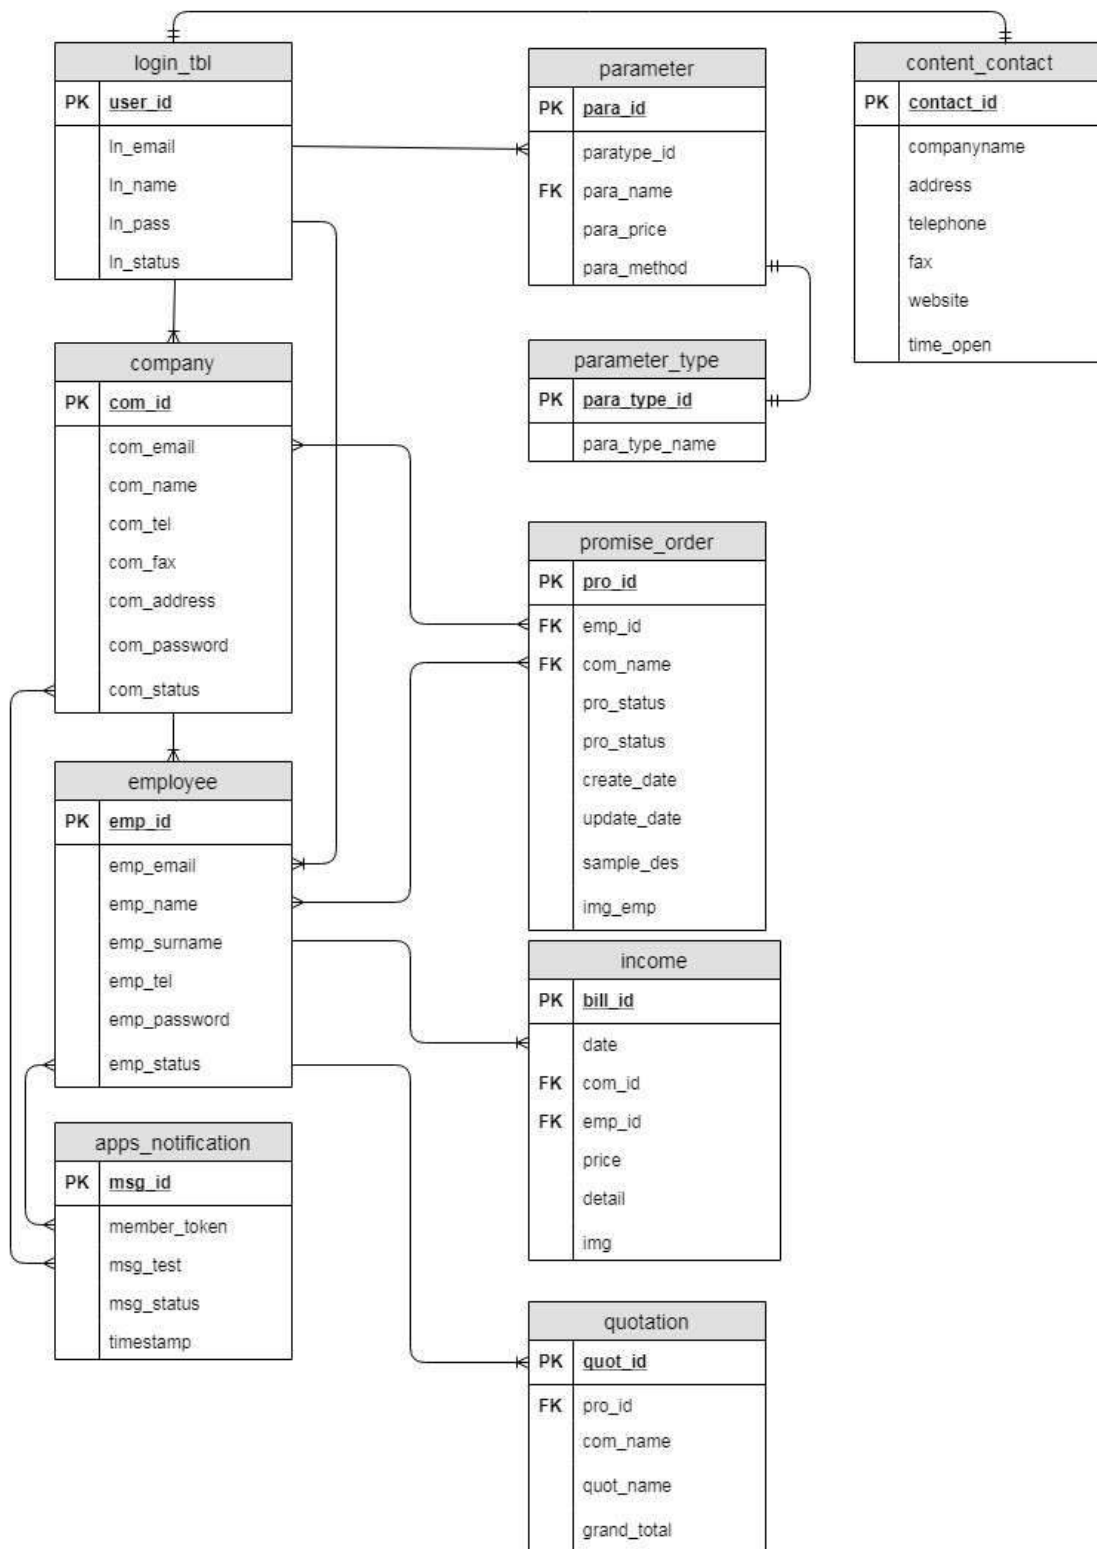 login_tbl
PK user_id
ln_email
ln_name
ln_pass
ln_status
company
PK com_id
com_email
com_name
com_tel
com_fax
com_address
com_password
com_status
employee
PK emp_id
emp_email
emp_name
emp_surname
emp_tel
emp_password
emp_status
apps_notification
PK msg_id
member_token
msg_test
msg_status
timestamp
parameter
PK para_id
paratype_id
FK para_name
para_price
para_method
parameter_type
PK para_type_id
para_type_name
promise_order
PK pro_id
FK emp_id
FK com_name
pro_status
pro_status
create_date
update_date
sample_des
img_emp
income
PK bill_id
date
FK com_id
FK emp_id
price
detail
img
quotation
PK quot_id
FK pro_id
com_name
quot_name
grand_total
content_contact
PK contact_id
companyname
address
telephone
fax
website
time_open